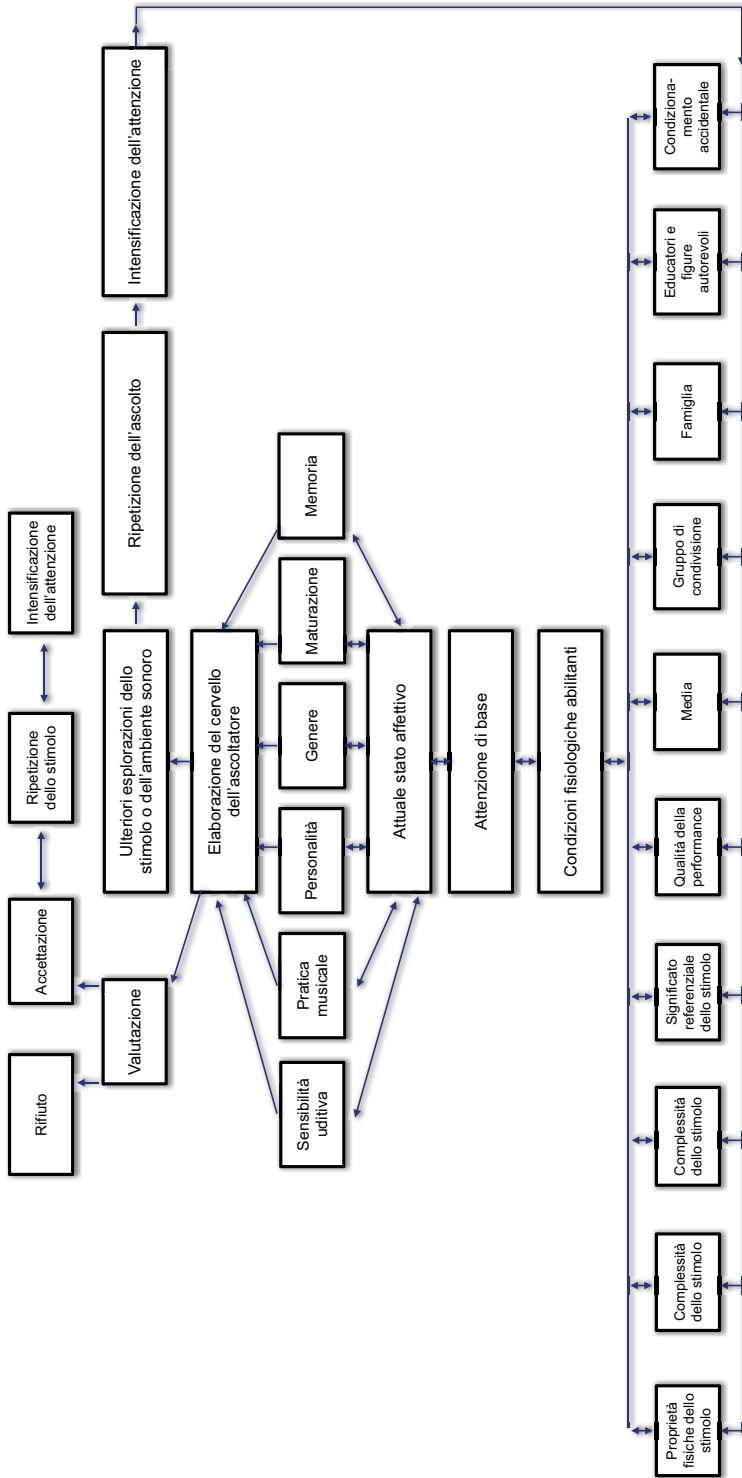 Rifiuto
Accettazione
Ripetizione
dello stimolo
Intensificazione
dell'attenzione
Valutazione
Ulteriori esplorazioni dello
stimolo o dell'ambiente sonoro
Ripetizione dell'ascolto
Intensificazione dell'attenzione
Elaborazione del cervello
dell'ascoltatore
Sensibilità
uditiva
Pratica
musicale
Personalità
Genere
Maturazione
Memoria
Attuale stato affettivo
Attenzione di base
Condizioni fisiologiche abilitanti
Proprietà
fisiche dello
stimolo
Complessità
dello stimolo
Complessità
dello stimolo
Significato
referenziale
dello stimolo
Qualità della
performance
Media
Gruppo di
condivisione
Famiglia
Educatori e
figure
autorevoli
Condiziona-
mento
accidentale